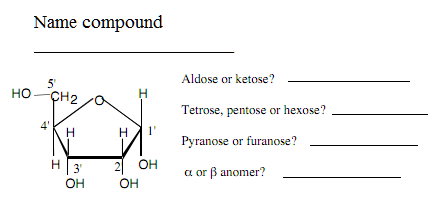 Name compound
Aldose or ketose?
5'
HO CH2 O H
Tetrose, pentose or hexose?
4' H H 1'
Pyranose or furanose?
H 3' 2' OH
α or β anomer?
OH OH